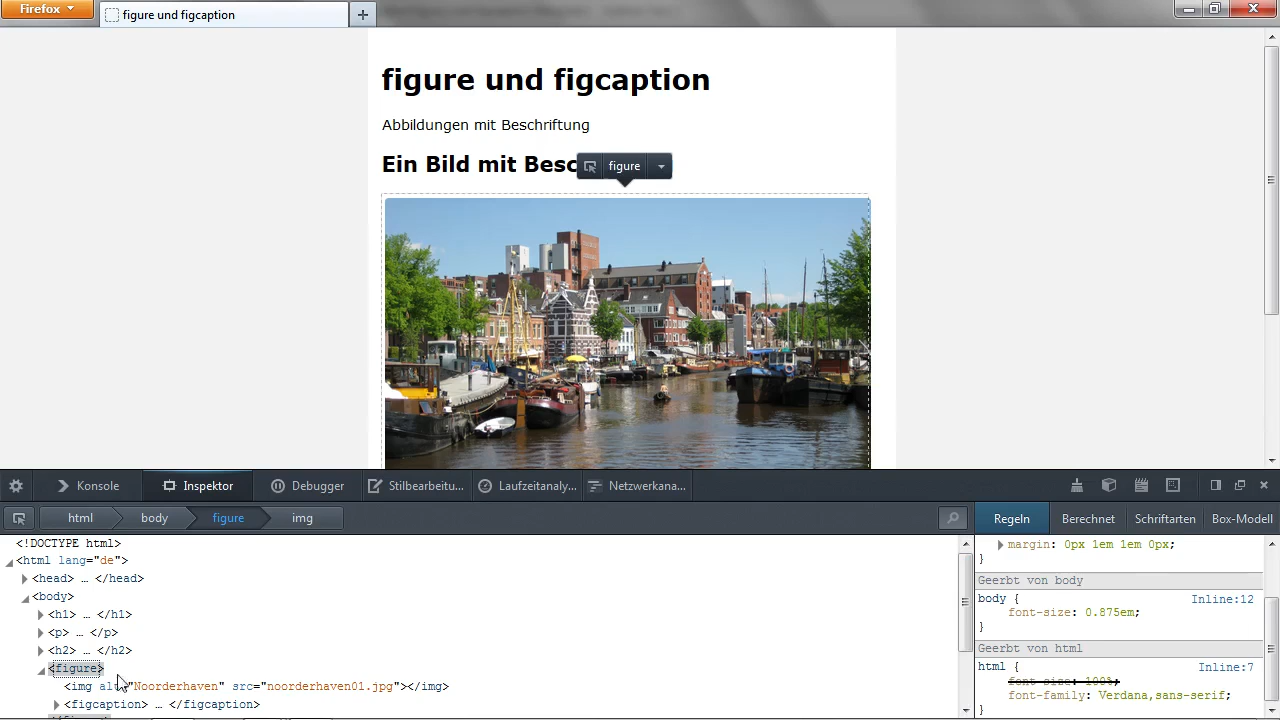 Firefox
figure und figcaption
figure und figcaption
Abbildungen mit Beschriftung
Ein Bild mit
figure
Konsole
Inspektor
Debugger
Stilbearbeitu...
Laufzeitanaly...
Netzwerkana...
html
body
figure
img
Regeln
Berechnet
Schriftarten
Box-Modell
<!DOCTYPE html>
<html lang="de">
<head> … </head>
<body>
<h1> … </h1>
<p> … </p>
<h2> … </h2>
<figure>
<img alt="Noorderhaven" src="noorderhaven01.jpg"></img>
<figcaption> … </figcaption>
margin: 0px 1em 1em 0px;
}
Geerbt von body
body { Inline:12
font-size: 0.875em;
}
Geerbt von html
html { Inline:7
font-size: 100%;
font-family: Verdana,sans-serif;
}